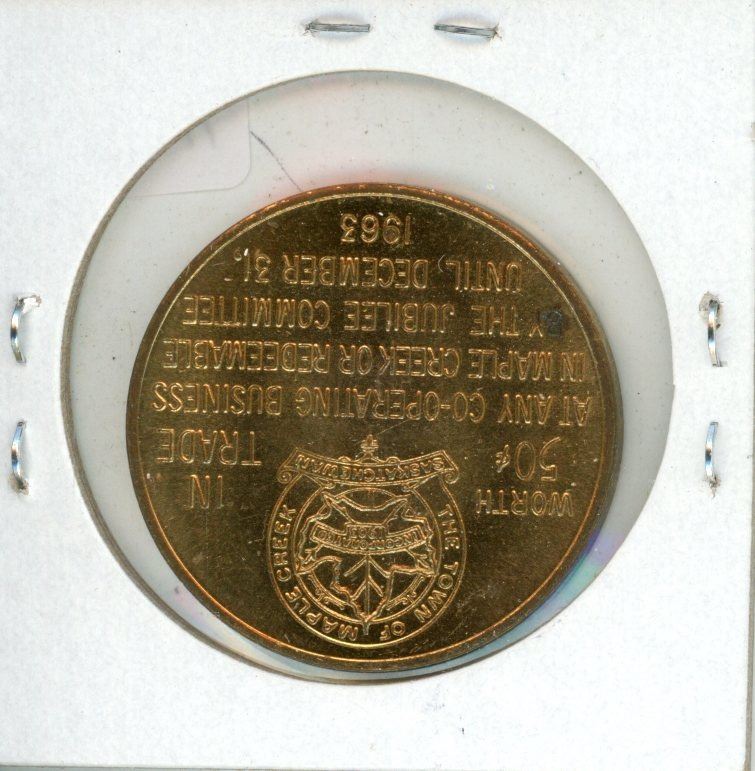 THE TOWN OF MAPLE CREEK
SASKATCHEWAN
WORTH IN
50¢ TRADE
AT ANY CO-OPERATING BUSINESS
IN MAPLE CREEK OR REDEEMABLE
BY THE JUBILEE COMMITTEE
UNTIL DECEMBER 31,
1963